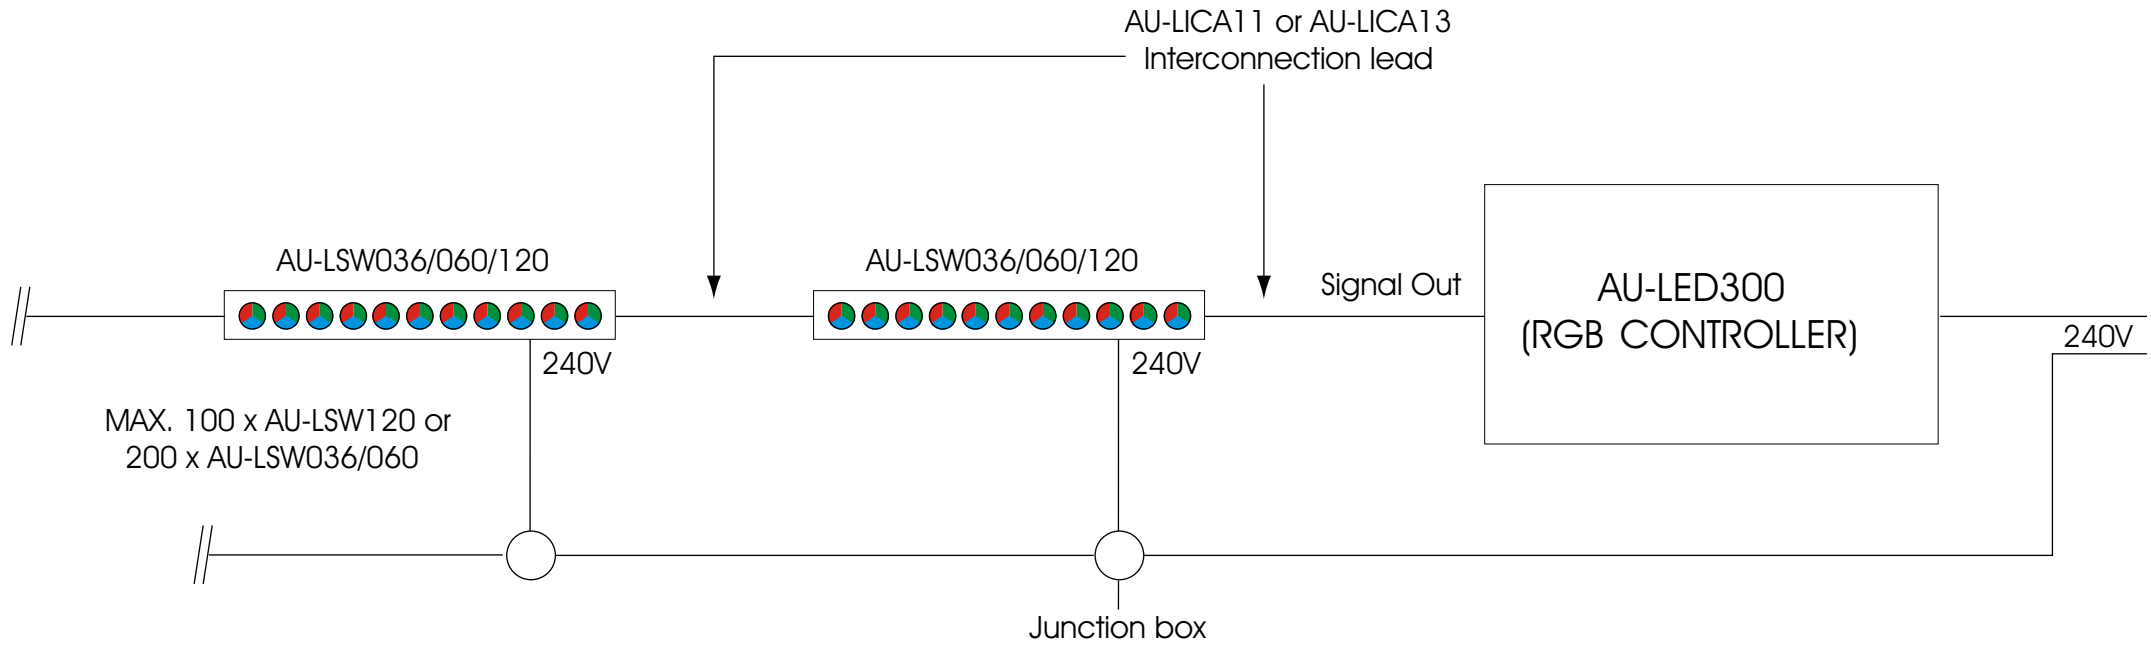 AU-LICA11 or AU-LICA13
Interconnection lead
AU-LSW036/060/120
AU-LSW036/060/120
Signal Out
AU-LED300
(RGB CONTROLLER)
240V
240V
240V
MAX. 100 x AU-LSW120 or
200 x AU-LSW036/060
Junction box